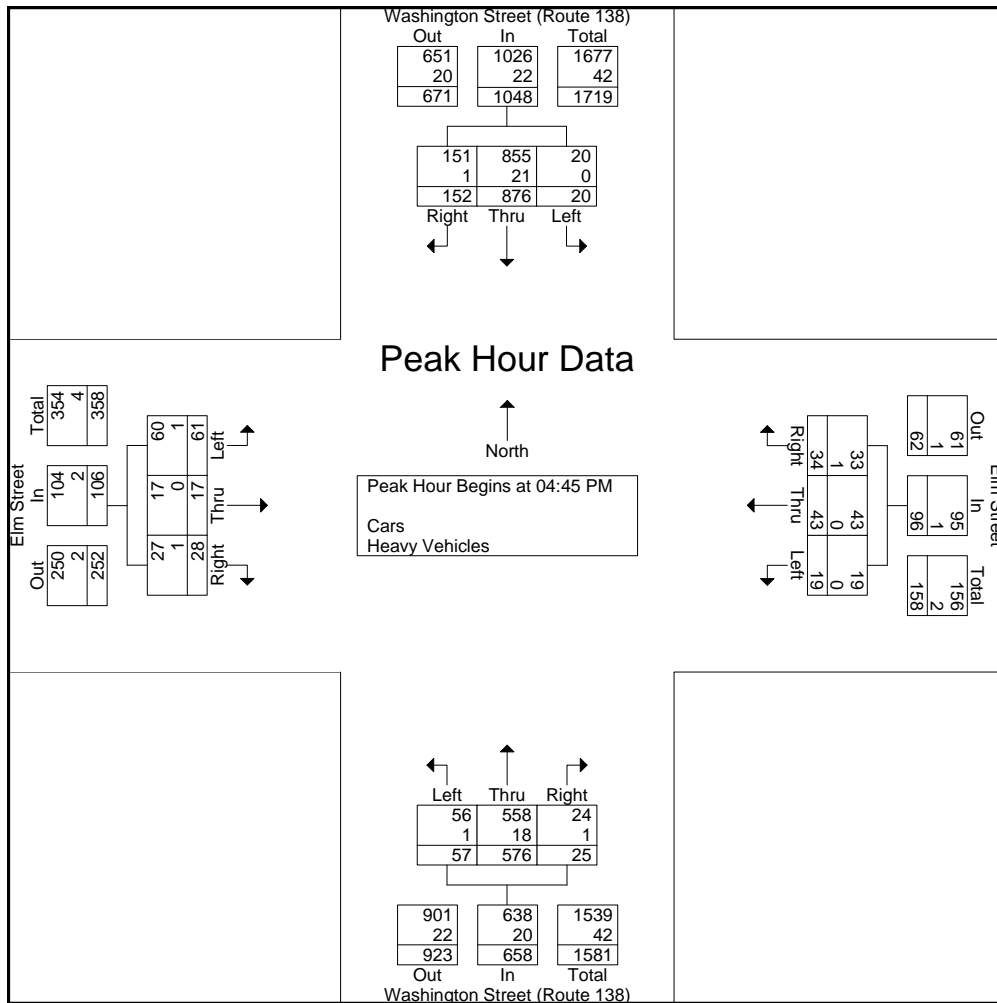 Washington Street (Route 138)
Out In Total
651 1026 1677
20 22 42
671 1048 1719
151 855 20
1 21 0
152 876 20
Right Thru Left
Peak Hour Data
North
Peak Hour Begins at 04:45 PM
Cars
Heavy Vehicles
Elm Street
Total In Out
354 104 250
4 2 2
358 106 252
60 17 27
1 0 1
61 17 28
Left Thru Right
Right Thru Left
33 43 19
1 0 0
34 43 19
Elm Street
Out In Total
61 95 156
1 1 2
62 96 158
Left Thru Right
56 558 24
1 18 1
57 576 25
901 638 1539
22 20 42
923 658 1581
Out In Total
Washington Street (Route 138)